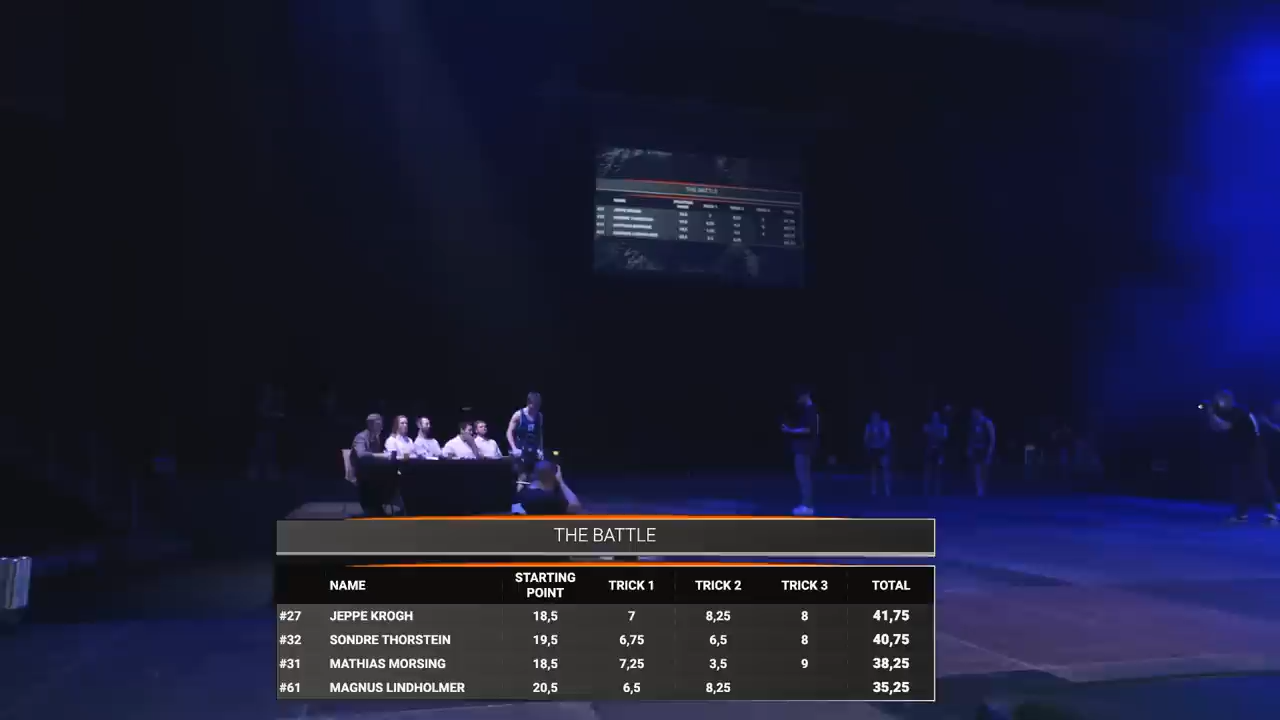 THE BATTLE
THE BATTLE
NAME STARTING POINT TRICK 1 TRICK 2 TRICK 3 TOTAL
#27 JEPPE KROGH 18,5 7 8,25 8 41,75
#32 SONDRE THORSTEIN 19,5 6,75 6,5 8 40,75
#31 MATHIAS MORSING 18,5 7,25 3,5 9 38,25
#61 MAGNUS LINDHOLMER 20,5 6,5 8,25 35,25